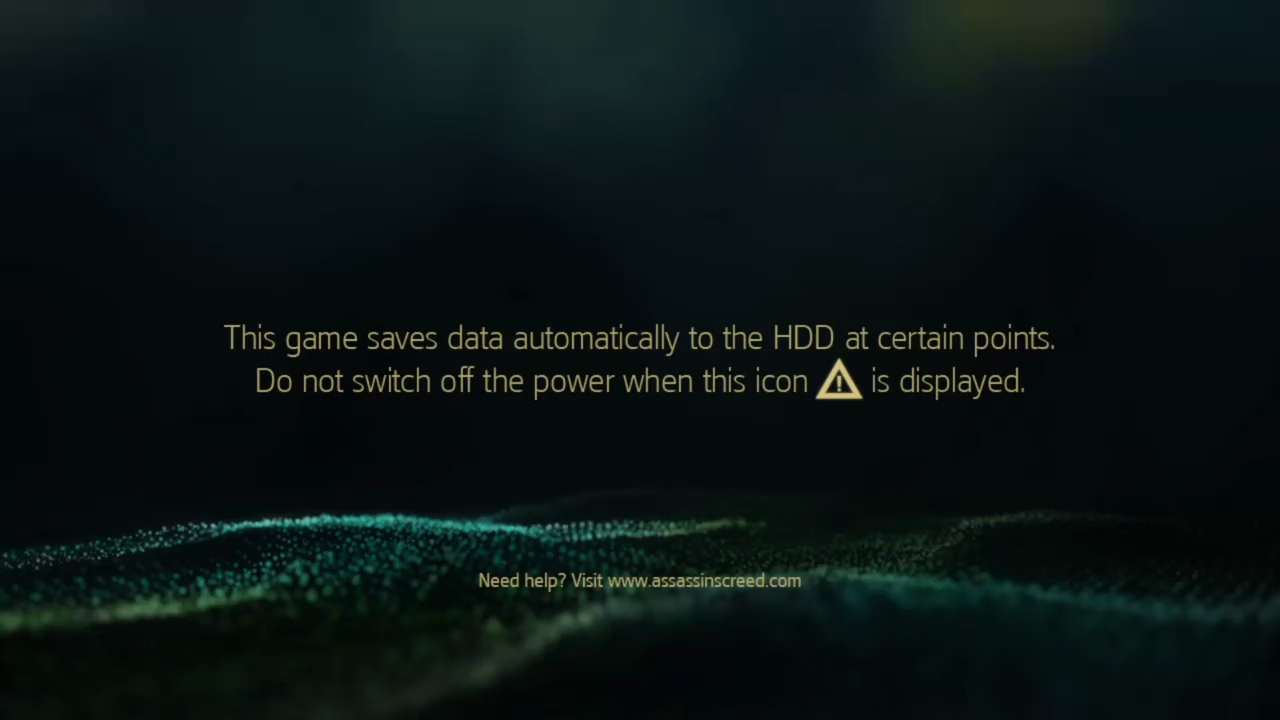 This game saves data automatically to the HDD at certain points.
Do not switch off the power when this icon ⚠ is displayed.
Need help? Visit www.assassinscreed.com